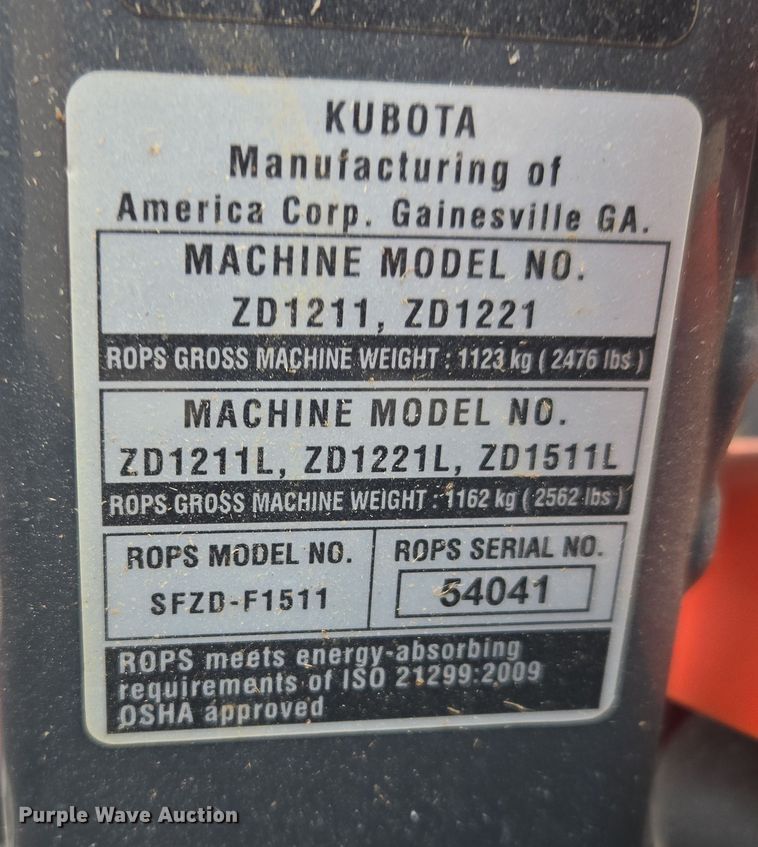 KUBOTA
Manufacturing of
America Corp. Gainesville GA.
MACHINE MODEL NO.
ZD1211, ZD1221
ROPS GROSS MACHINE WEIGHT : 1123 kg ( 2476 lbs )
MACHINE MODEL NO.
ZD1211L, ZD1221L, ZD1511L
ROPS GROSS MACHINE WEIGHT : 1162 kg ( 2562 lbs )
ROPS MODEL NO.
SFZD-F1511
ROPS SERIAL NO.
54041
ROPS meets energy-absorbing
requirements of ISO 21299:2009
OSHA approved
Purple Wave Auction